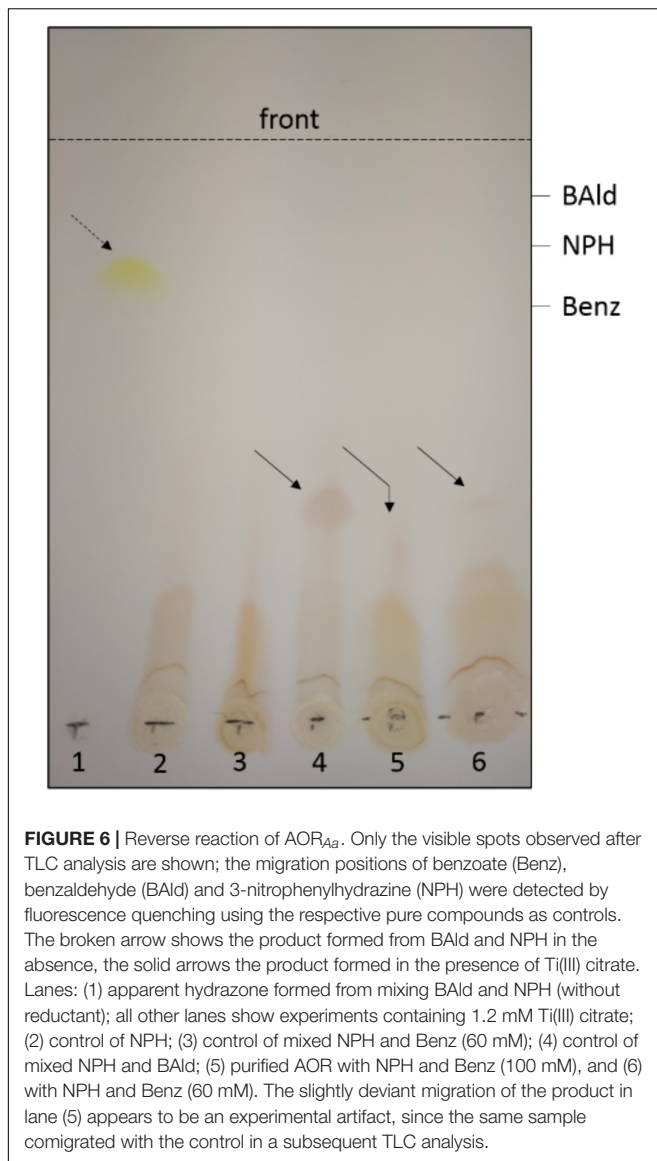 front
BAld
NPH
Benz
1 2 3 4 5 6
FIGURE 6 | Reverse reaction of AOR_Aa. Only the visible spots observed after
TLC analysis are shown; the migration positions of benzoate (Benz),
benzaldehyde (BAld) and 3-nitrophenylhydrazine (NPH) were detected by
fluorescence quenching using the respective pure compounds as controls.
The broken arrow shows the product formed from BAld and NPH in the
absence, the solid arrows the product formed in the presence of Ti(III) citrate.
Lanes: (1) apparent hydrazone formed from mixing BAld and NPH (without
reductant); all other lanes show experiments containing 1.2 mM Ti(III) citrate;
(2) control of NPH; (3) control of mixed NPH and Benz (60 mM); (4) control of
mixed NPH and BAld; (5) purified AOR with NPH and Benz (100 mM), and (6)
with NPH and Benz (60 mM). The slightly deviant migration of the product in
lane (5) appears to be an experimental artifact, since the same sample
comigrated with the control in a subsequent TLC analysis.